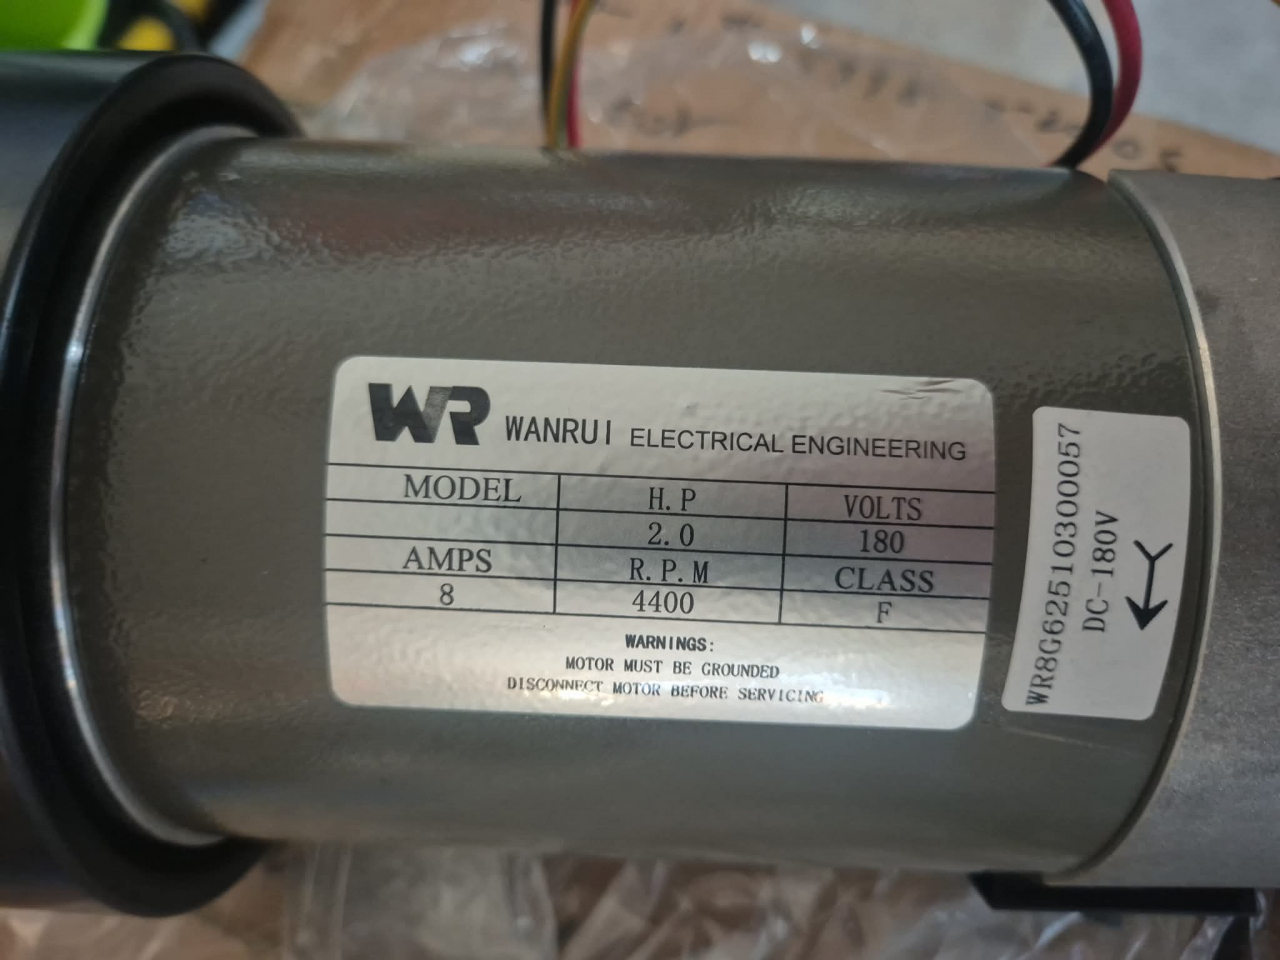 WR WANRUI ELECTRICAL ENGINEERING
MODEL H.P VOLTS
2.0 180
AMPS R.P.M CLASS
8 4400 F
WARNINGS:
MOTOR MUST BE GROUNDED
DISCONNECT MOTOR BEFORE SERVICING
WR8G6251030057
DC-180V